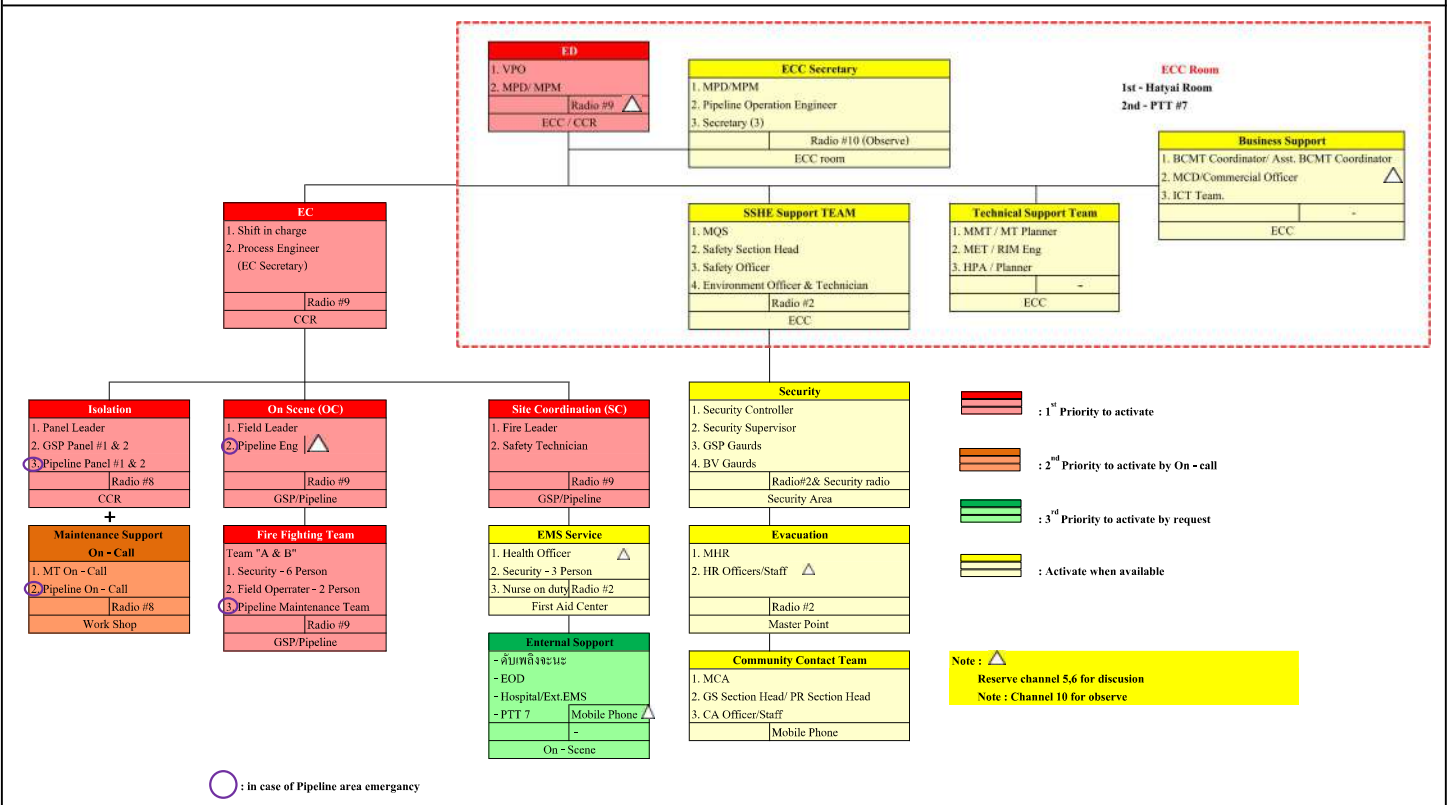 ED
1. VPO
2. MPD/ MPM
Radio #9
ECC / CCR
ECC Secretary
1. MPD/MPM
2. Pipeline Operation Engineer
3. Secretary (3)
Radio #10 (Observe)
ECC room
ECC Room
1st - Hatyai Room
2nd - PTT #7
Business Support
1. BCMT Coordinator/ Asst. BCMT Coordinator
2. MCD/Commercial Officer
3. ICT Team.
-
ECC
EC
1. Shift in charge
2. Process Engineer
(EC Secretary)
Radio #9
CCR
SSHE Support TEAM
1. MQS
2. Safety Section Head
3. Safety Officer
4. Environment Officer & Technician
Radio #2
ECC
Technical Support Team
1. MMT / MT Planner
2. MET / RIM Eng
3. HPA / Planner
-
ECC
Isolation
1. Panel Leader
2. GSP Panel #1 & 2
3. Pipeline Panel #1 & 2
Radio #8
CCR
+
Maintenance Support
On - Call
1. MT On - Call
2. Pipeline On - Call
Radio #8
Work Shop
On Scene (OC)
1. Field Leader
2. Pipeline Eng
Radio #9
GSP/Pipeline
Fire Fighting Team
Team "A & B"
1. Security - 6 Person
2. Field Operrater - 2 Person
3. Pipeline Maintenance Team
Radio #9
GSP/Pipeline
Site Coordination (SC)
1. Fire Leader
2. Safety Technician
Radio #9
GSP/Pipeline
EMS Service
1. Health Officer
2. Security - 3 Person
3. Nurse on duty Radio #2
First Aid Center
Enternal Support
- ดับเพลิงจะนะ
- EOD
- Hospital/Ext.EMS
- PTT 7 Mobile Phone
-
On - Scene
Security
1. Security Controller
2. Security Supervisor
3. GSP Gaurds
4. BV Gaurds
Radio#2& Security radio
Security Area
Evacuation
1. MHR
2. HR Officers/Staff
Radio #2
Master Point
Community Contact Team
1. MCA
2. GS Section Head/ PR Section Head
3. CA Officer/Staff
Mobile Phone
: 1st Priority to activate
: 2nd Priority to activate by On - call
: 3rd Priority to activate by request
: Activate when available
Note :
Reserve channel 5,6 for discusion
Note : Channel 10 for observe
: in case of Pipeline area emergancy